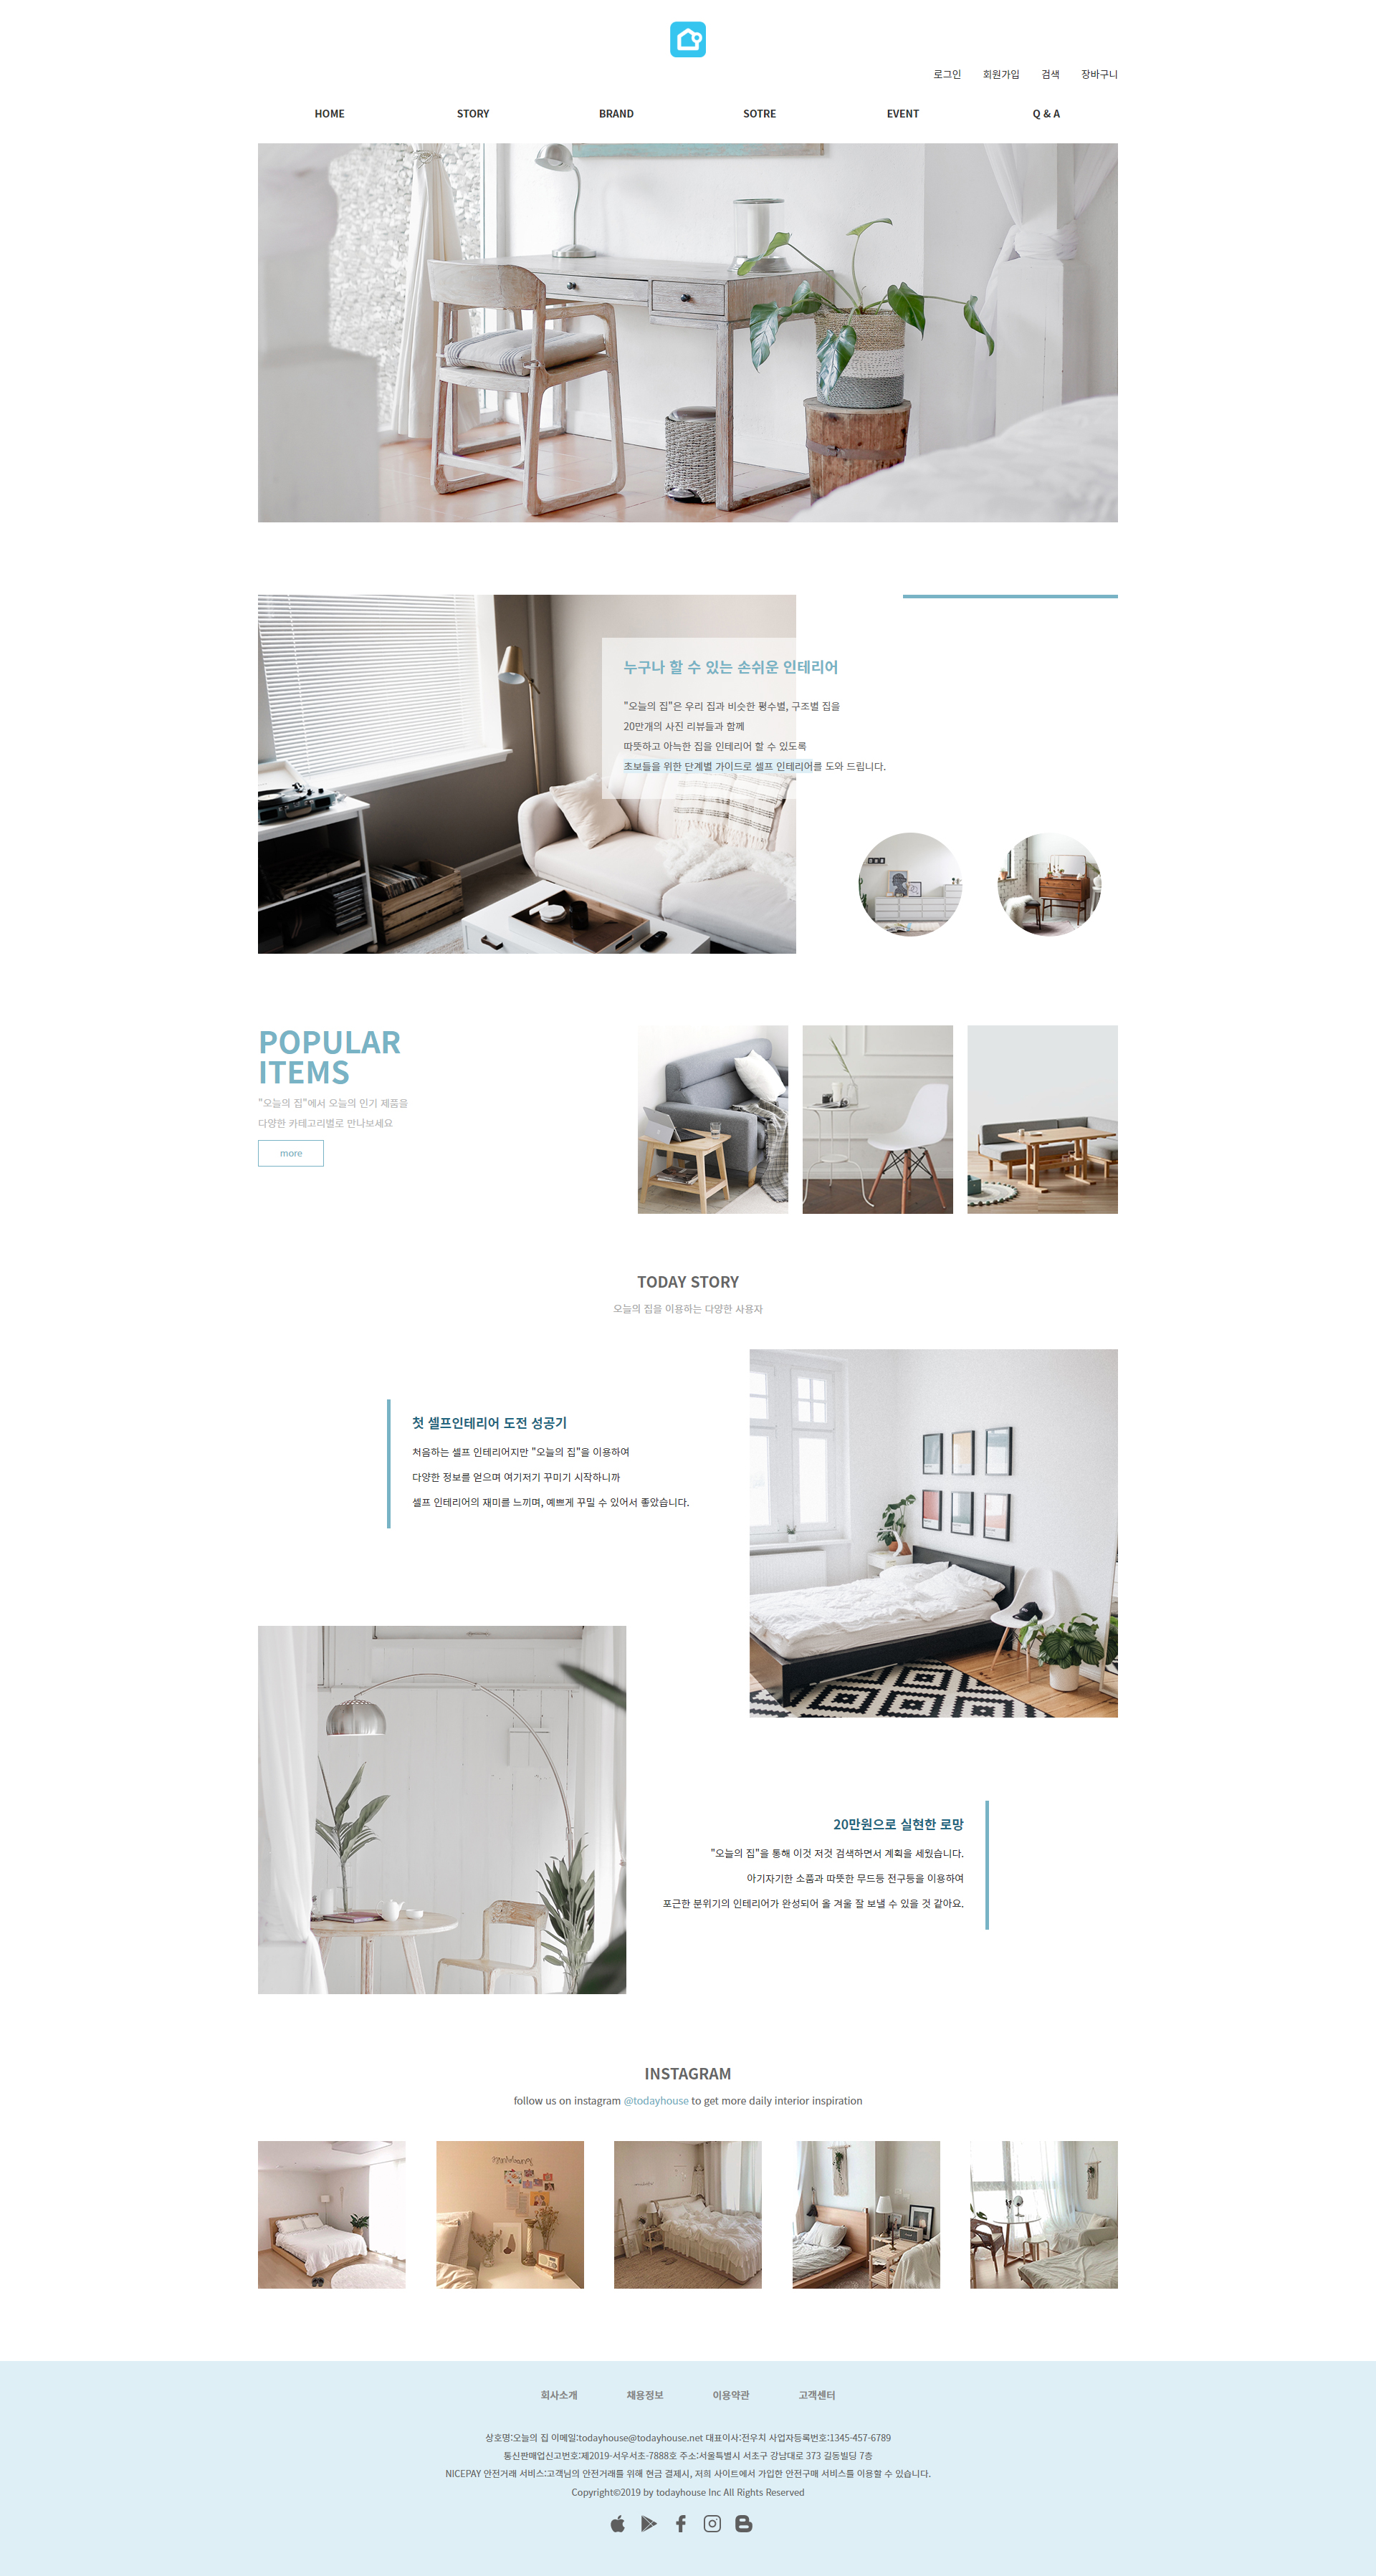 로그인 회원가입 검색 장바구니
HOME STORY BRAND SOTRE EVENT Q & A
누구나 할 수 있는 손쉬운 인테리어
"오늘의 집"은 우리 집과 비슷한 평수별, 구조별 집을
20만개의 사진 리뷰들과 함께
따뜻하고 아늑한 집을 인테리어 할 수 있도록
초보들을 위한 단계별 가이드로 셀프 인테리어를 도와 드립니다.
POPULAR
ITEMS
"오늘의 집"에서 오늘의 인기 제품을
다양한 카테고리별로 만나보세요
more
TODAY STORY
오늘의 집을 이용하는 다양한 사용자
첫 셀프인테리어 도전 성공기
처음하는 셀프 인테리어지만 "오늘의 집"을 이용하여
다양한 정보를 얻으며 여기저기 꾸미기 시작하니까
셀프 인테리어의 재미를 느끼며, 예쁘게 꾸밀 수 있어서 좋았습니다.
20만원으로 실현한 로망
"오늘의 집"을 통해 이것 저것 검색하면서 계획을 세웠습니다.
아기자기한 소품과 따뜻한 무드등 전구등을 이용하여
포근한 분위기의 인테리어가 완성되어 올 겨울 잘 보낼 수 있을 것 같아요.
INSTAGRAM
follow us on instagram @todayhouse to get more daily interior inspiration
회사소개 채용정보 이용약관 고객센터
상호명:오늘의 집 이메일:todayhouse@todayhouse.net 대표이사:전우치 사업자등록번호:1345-457-6789
통신판매업신고번호:제2019-서우서초-7888호 주소:서울특별시 서초구 강남대로 373 길동빌딩 7층
NICEPAY 안전거래 서비스:고객님의 안전거래를 위해 현금 결제시, 저희 사이트에서 가입한 안전구매 서비스를 이용할 수 있습니다.
Copyright©2019 by todayhouse Inc All Rights Reserved